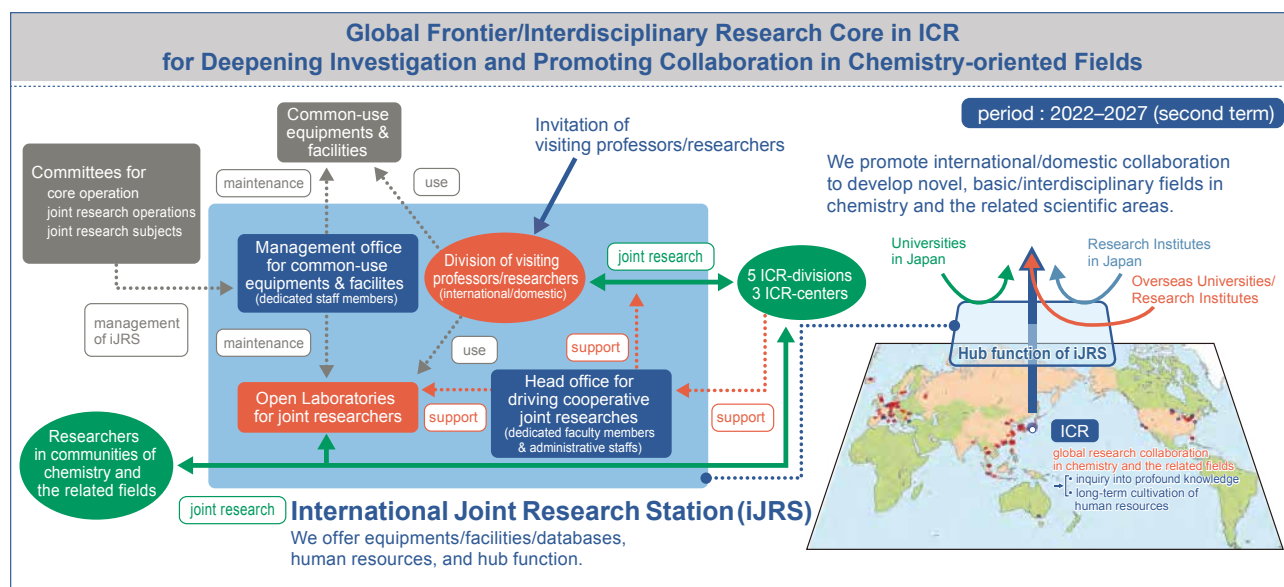 Global Frontier/Interdisciplinary Research Core in ICR
for Deepening Investigation and Promoting Collaboration in Chemistry-oriented Fields
period : 2022–2027 (second term)
Common-use
equipments &
facilities
Invitation of
visiting professors/researchers
We promote international/domestic collaboration
to develop novel, basic/interdisciplinary fields in
chemistry and the related scientific areas.
Committees for
core operation
joint research operations
joint research subjects
maintenance
use
Management office
for common-use
equipments & facilites
(dedicated staff members)
Division of visiting
professors/researchers
(international/domestic)
joint research
5 ICR-divisions
3 ICR-centers
Universities
in Japan
Research Institutes
in Japan
Overseas Universities/
Research Institutes
management
of iJRS
maintenance
use
support
Hub function of iJRS
Open Laboratories
for joint researchers
support
Head office for
driving cooperative
joint researches
(dedicated faculty members
& administrative staffs)
support
Researchers
in communities of
chemistry and
the related fields
ICR
global research collaboration
in chemistry and the related fields
• inquiry into profound knowledge
• long-term cultivation of
human resources
joint research
International Joint Research Station (iJRS)
We offer equipments/facilities/databases,
human resources, and hub function.